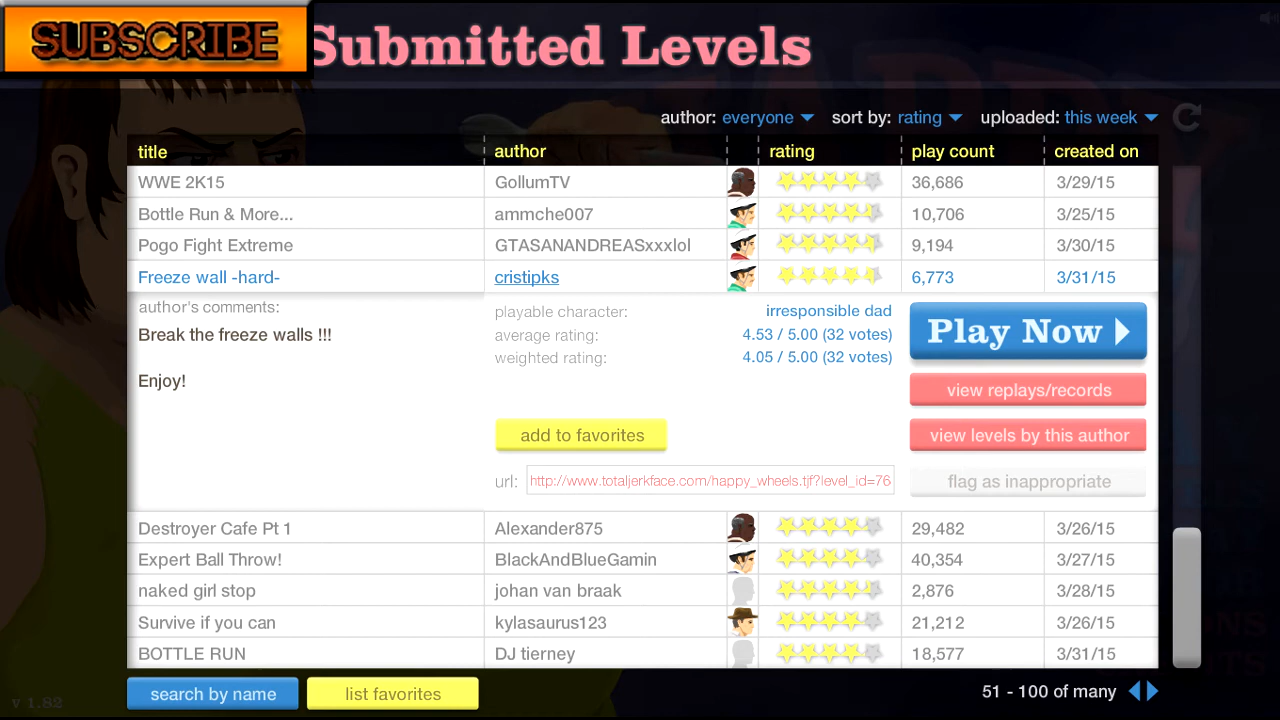 SUBSCRIBE
Submitted Levels
author: everyone sort by: rating uploaded: this week
title author rating play count created on
WWE 2K15 GollumTV 36,686 3/29/15
Bottle Run & More... ammche007 10,706 3/25/15
Pogo Fight Extreme GTASANANDREASxxxlol 9,194 3/30/15
Freeze wall -hard- cristipks 6,773 3/31/15
author's comments:
Break the freeze walls !!!
Enjoy!
playable character: irresponsible dad
average rating: 4.53 / 5.00 (32 votes)
weighted rating: 4.05 / 5.00 (32 votes)
add to favorites
url: http://www.totaljerkface.com/happy_wheels.tjf?level_id=76
Play Now
view replays/records
view levels by this author
flag as inappropriate
Destroyer Cafe Pt 1 Alexander875 29,482 3/26/15
Expert Ball Throw! BlackAndBlueGamin 40,354 3/27/15
naked girl stop johan van braak 2,876 3/28/15
Survive if you can kylasaurus123 21,212 3/26/15
BOTTLE RUN DJ tierney 18,577 3/31/15
search by name list favorites 51 - 100 of many
v 1.82